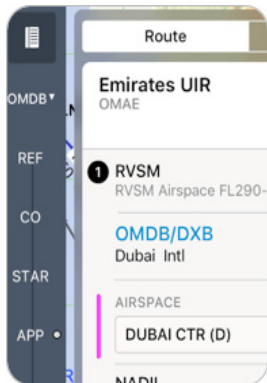 Route
Emirates UIR
OMAE
OMDB
REF
CO
STAR
APP
1
RVSM
RVSM Airspace FL290-
OMDB/DXB
Dubai Intl
AIRSPACE
DUBAI CTR (D)